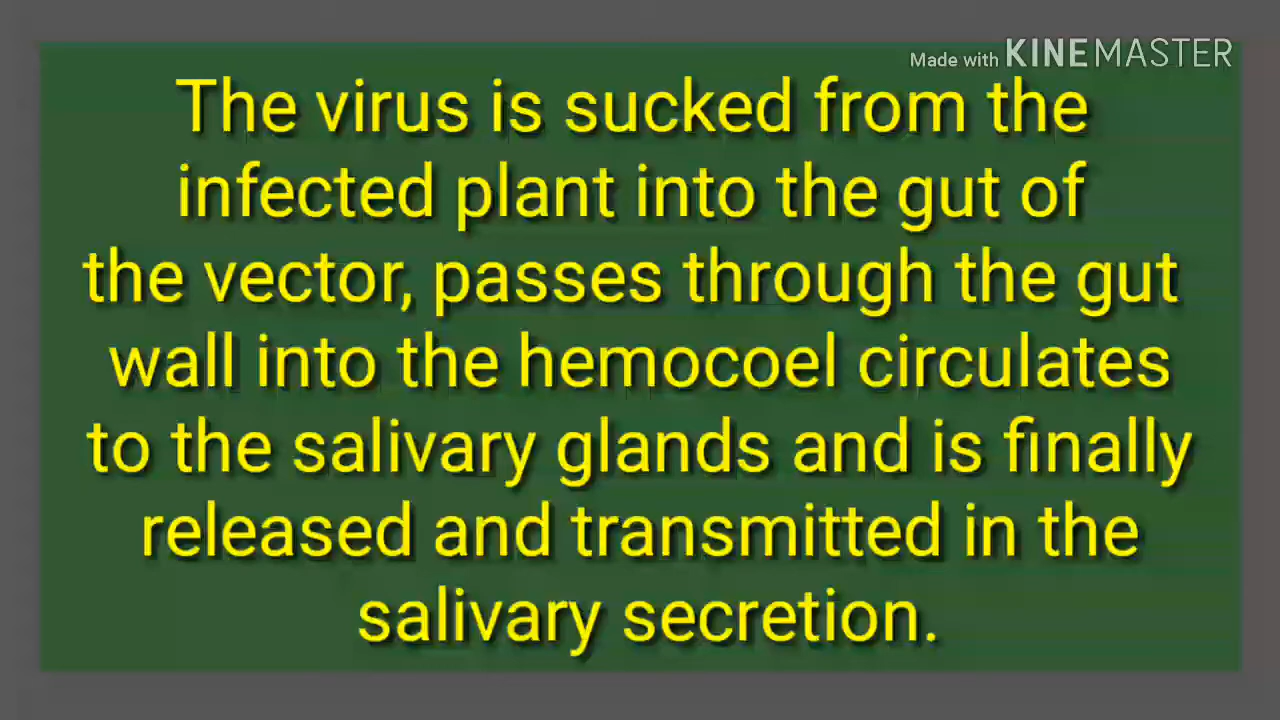 Made with KINEMASTER
The virus is sucked from the
infected plant into the gut of
the vector, passes through the gut
wall into the hemocoel circulates
to the salivary glands and is finally
released and transmitted in the
salivary secretion.